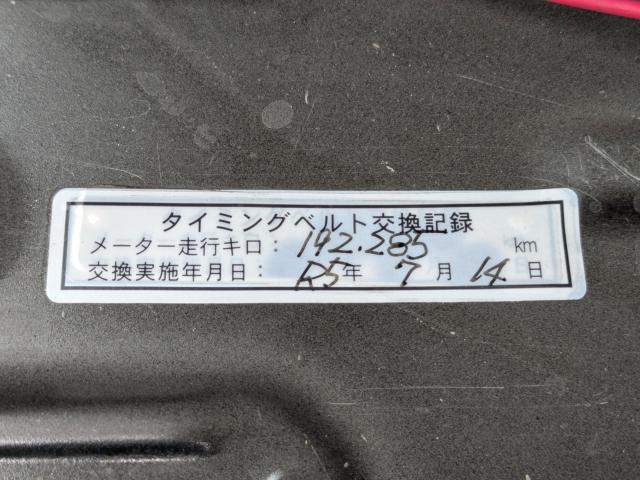 タイミングベルト交換記録
メーター走行キロ: 192.285 km
交換実施年月日: R5年 7月 14日